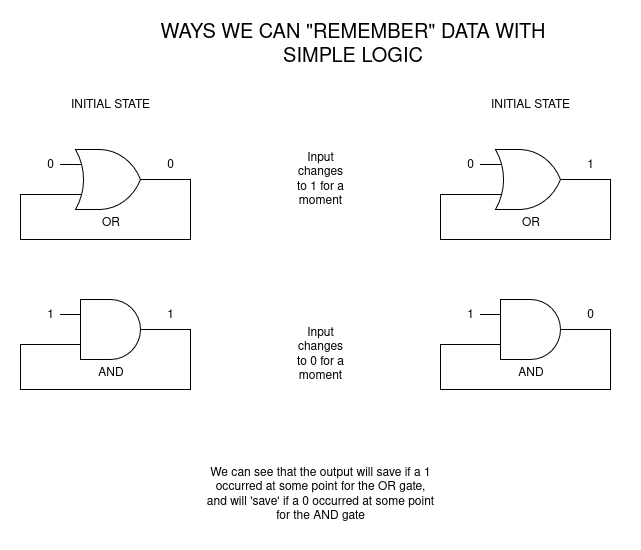 WAYS WE CAN "REMEMBER" DATA WITH
SIMPLE LOGIC
INITIAL STATE
INITIAL STATE
0
0
OR
Input
changes
to 1 for a
moment
0
1
OR
1
1
AND
Input
changes
to 0 for a
moment
1
0
AND
We can see that the output will save if a 1
occurred at some point for the OR gate,
and will 'save' if a 0 occurred at some point
for the AND gate